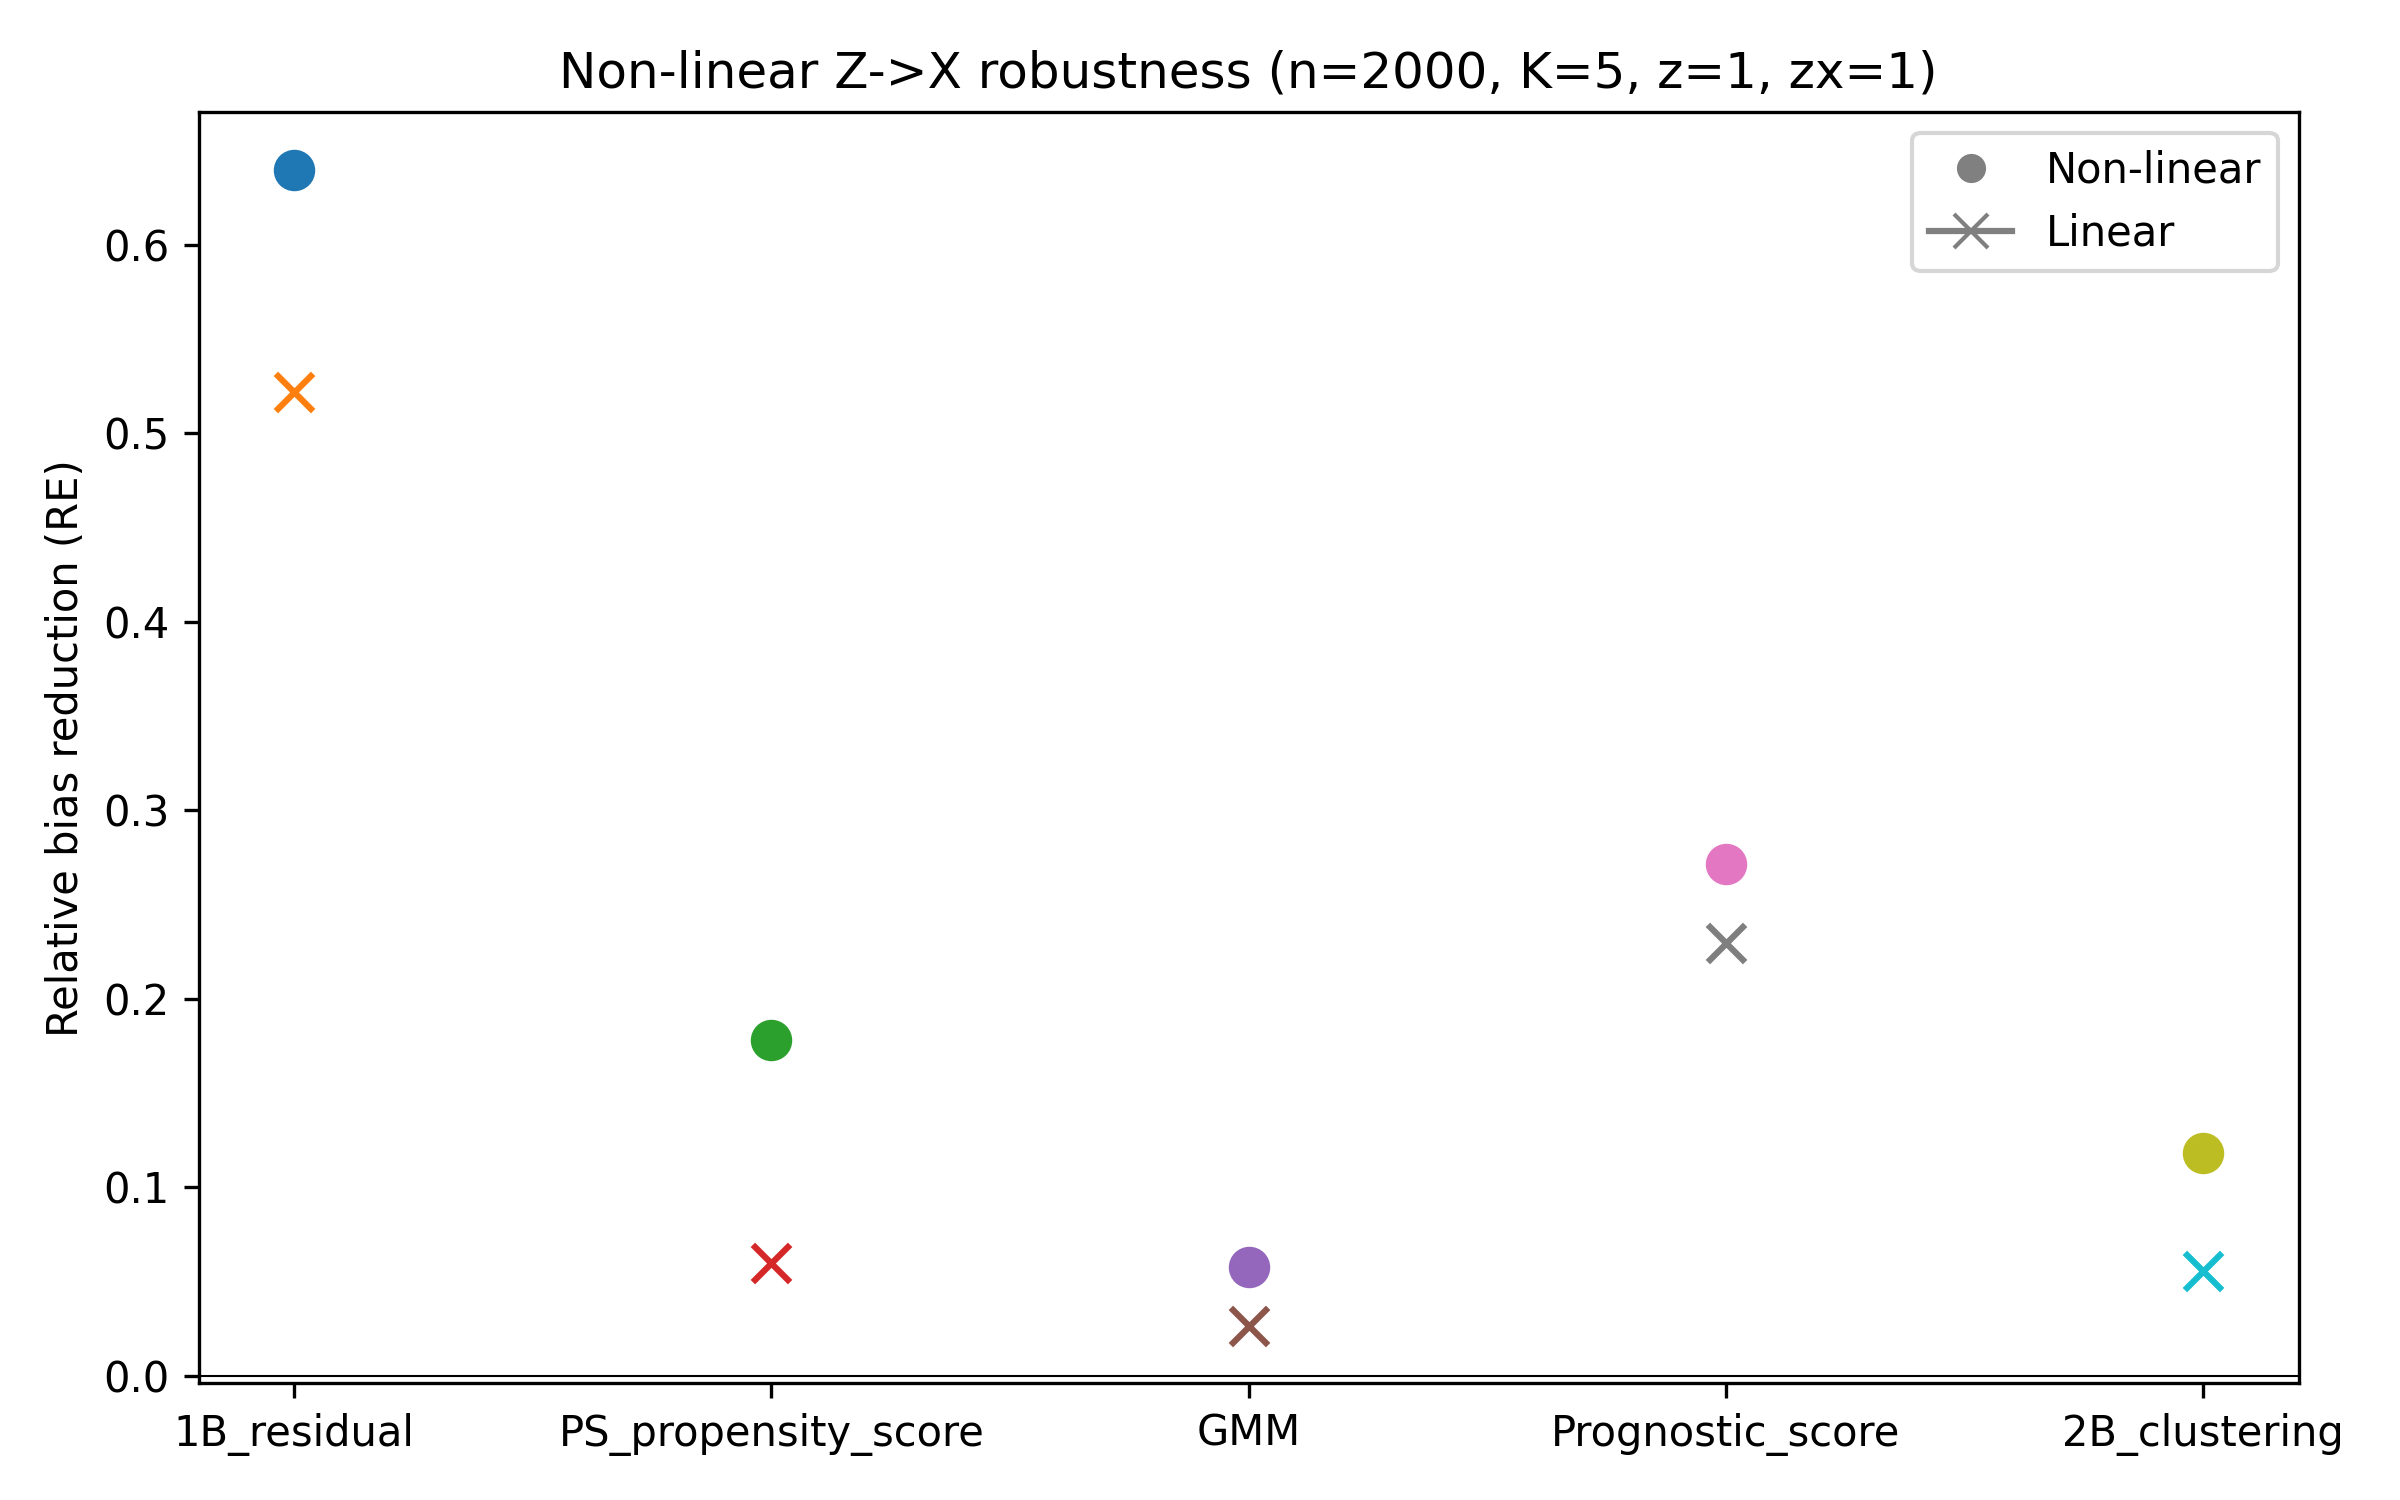 Non-linear Z->X robustness (n=2000, K=5, z=1, zx=1)
Non-linear
Linear
Relative bias reduction (RE)
0.6
0.5
0.4
0.3
0.2
0.1
0.0
1B_residual
PS_propensity_score
GMM
Prognostic_score
2B_clustering